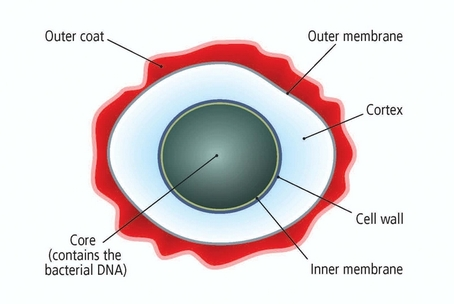 Outer coat
Outer membrane
Cortex
Cell wall
Inner membrane
Core
(contains the
bacterial DNA)